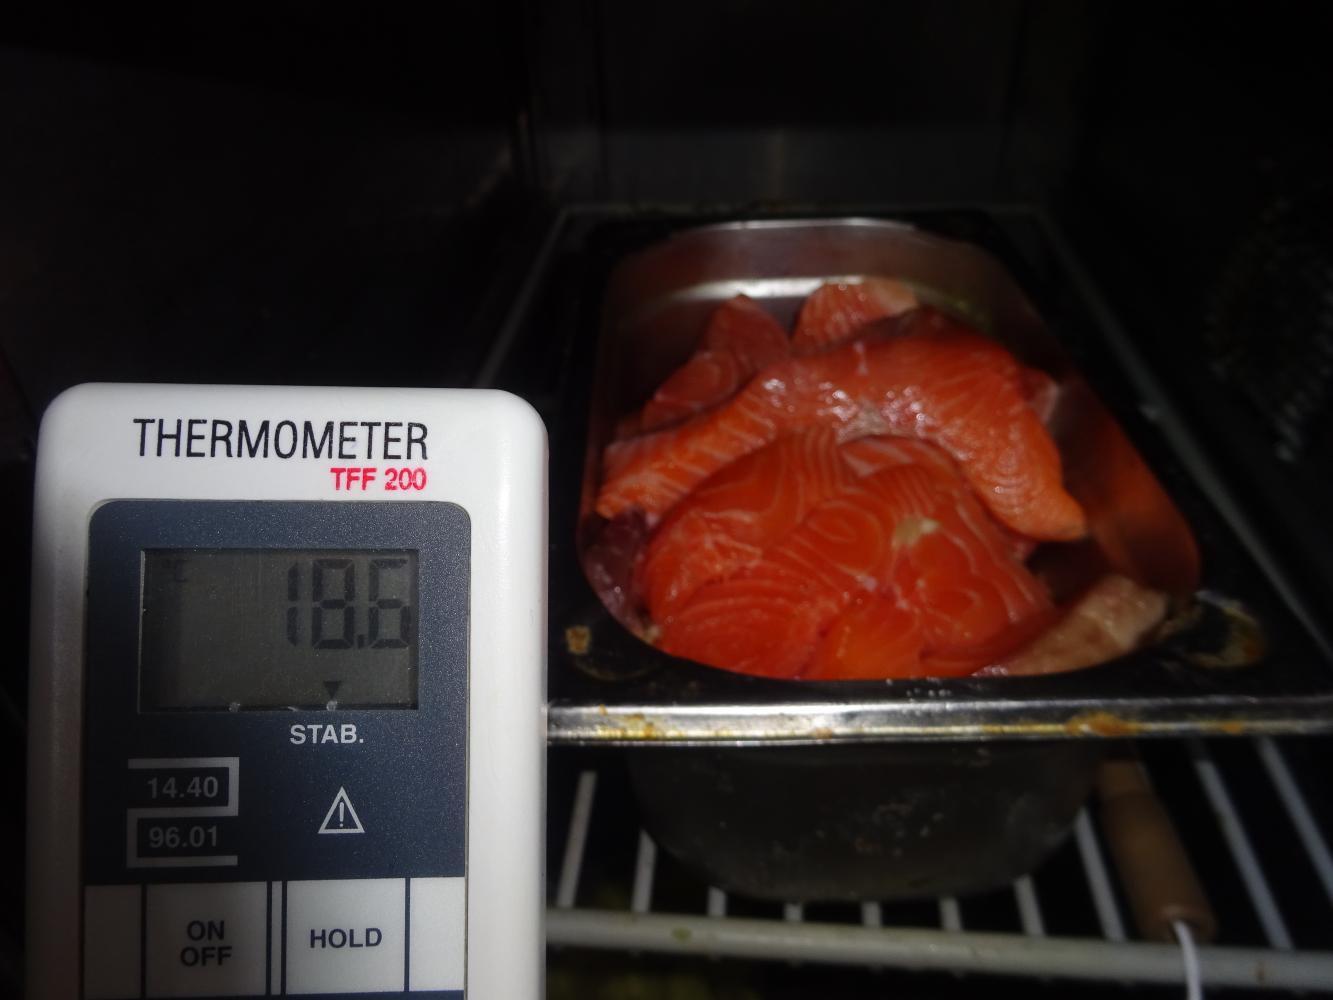 THERMOMETER
TFF 200
°C
18.6
STAB.
14.40
96.01
ON
OFF
HOLD